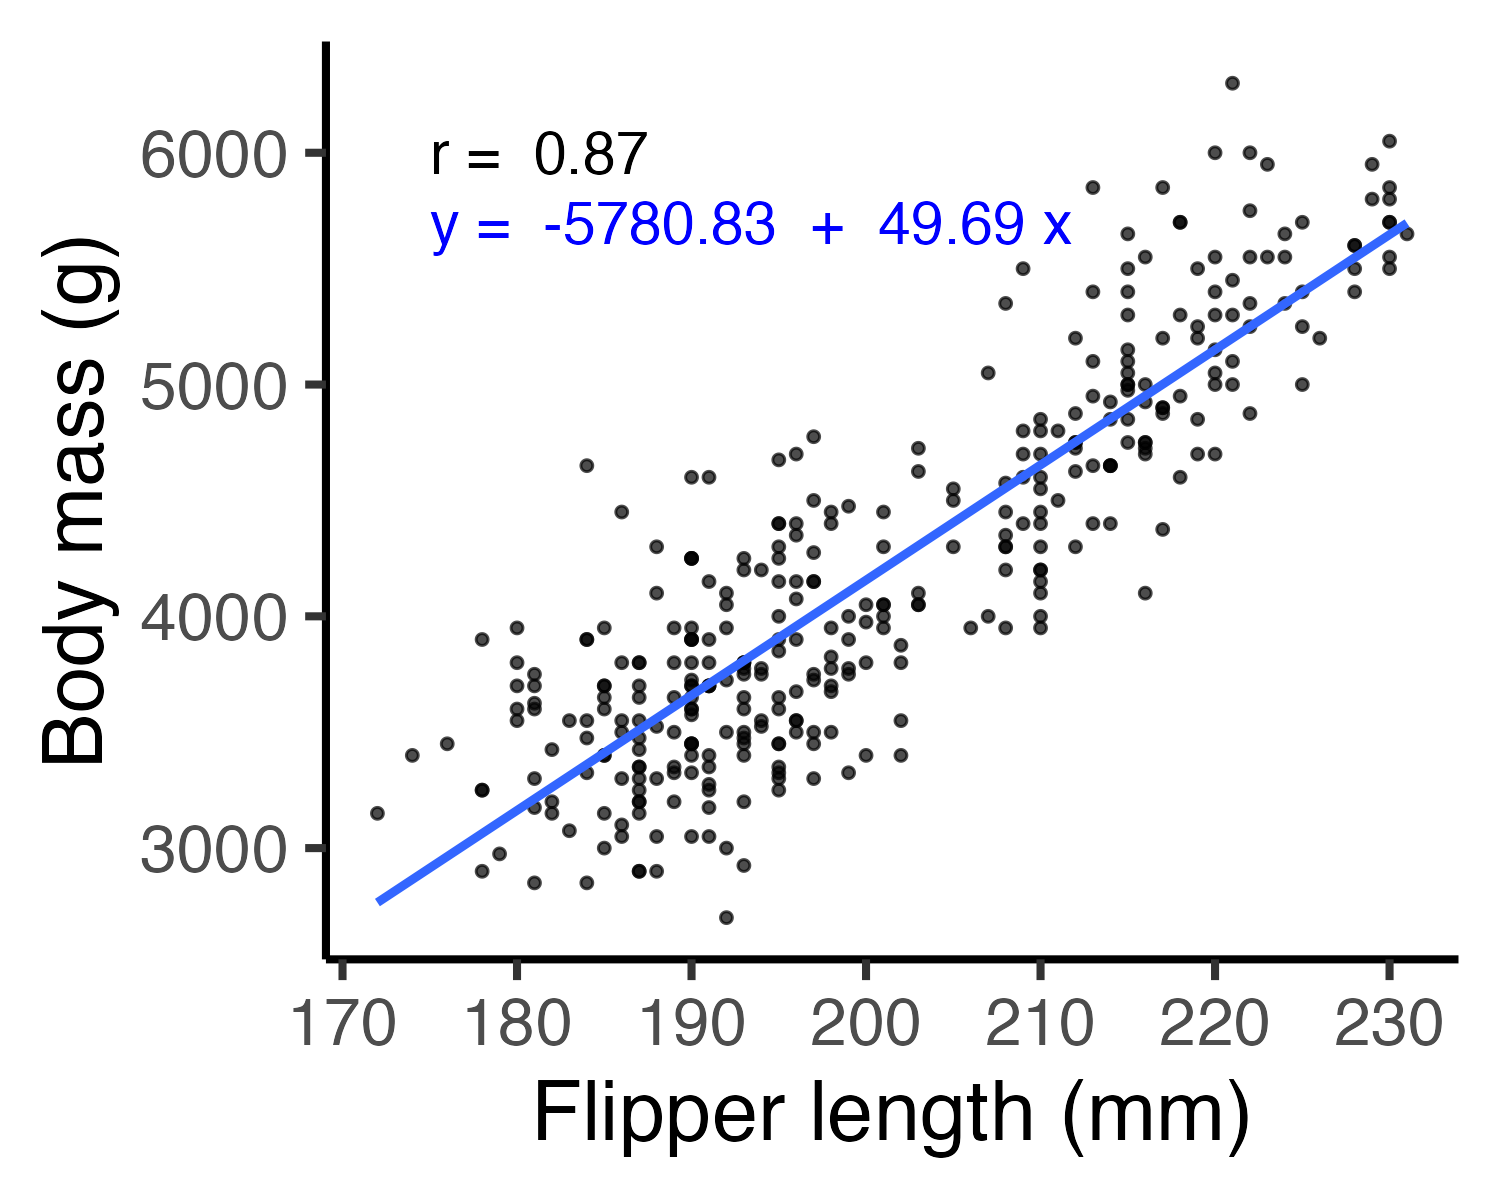 r = 0.87
y = -5780.83 + 49.69 x
6000
5000
4000
3000
Body mass (g)
170 180 190 200 210 220 230
Flipper length (mm)